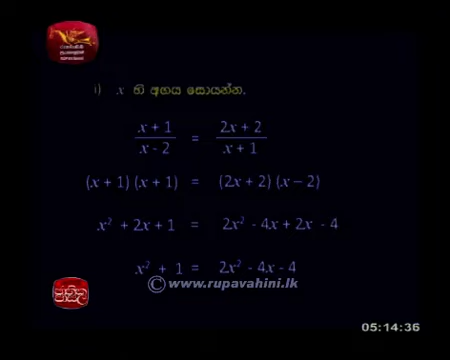 i) x හි අගය සොයන්න.
x + 1 / x - 2 = 2x + 2 / x + 1
(x + 1) (x + 1) = (2x + 2) (x - 2)
x² + 2x + 1 = 2x² - 4x + 2x - 4
x² + 1 = 2x² - 4x - 4
© www.rupavahini.lk
05:14:36